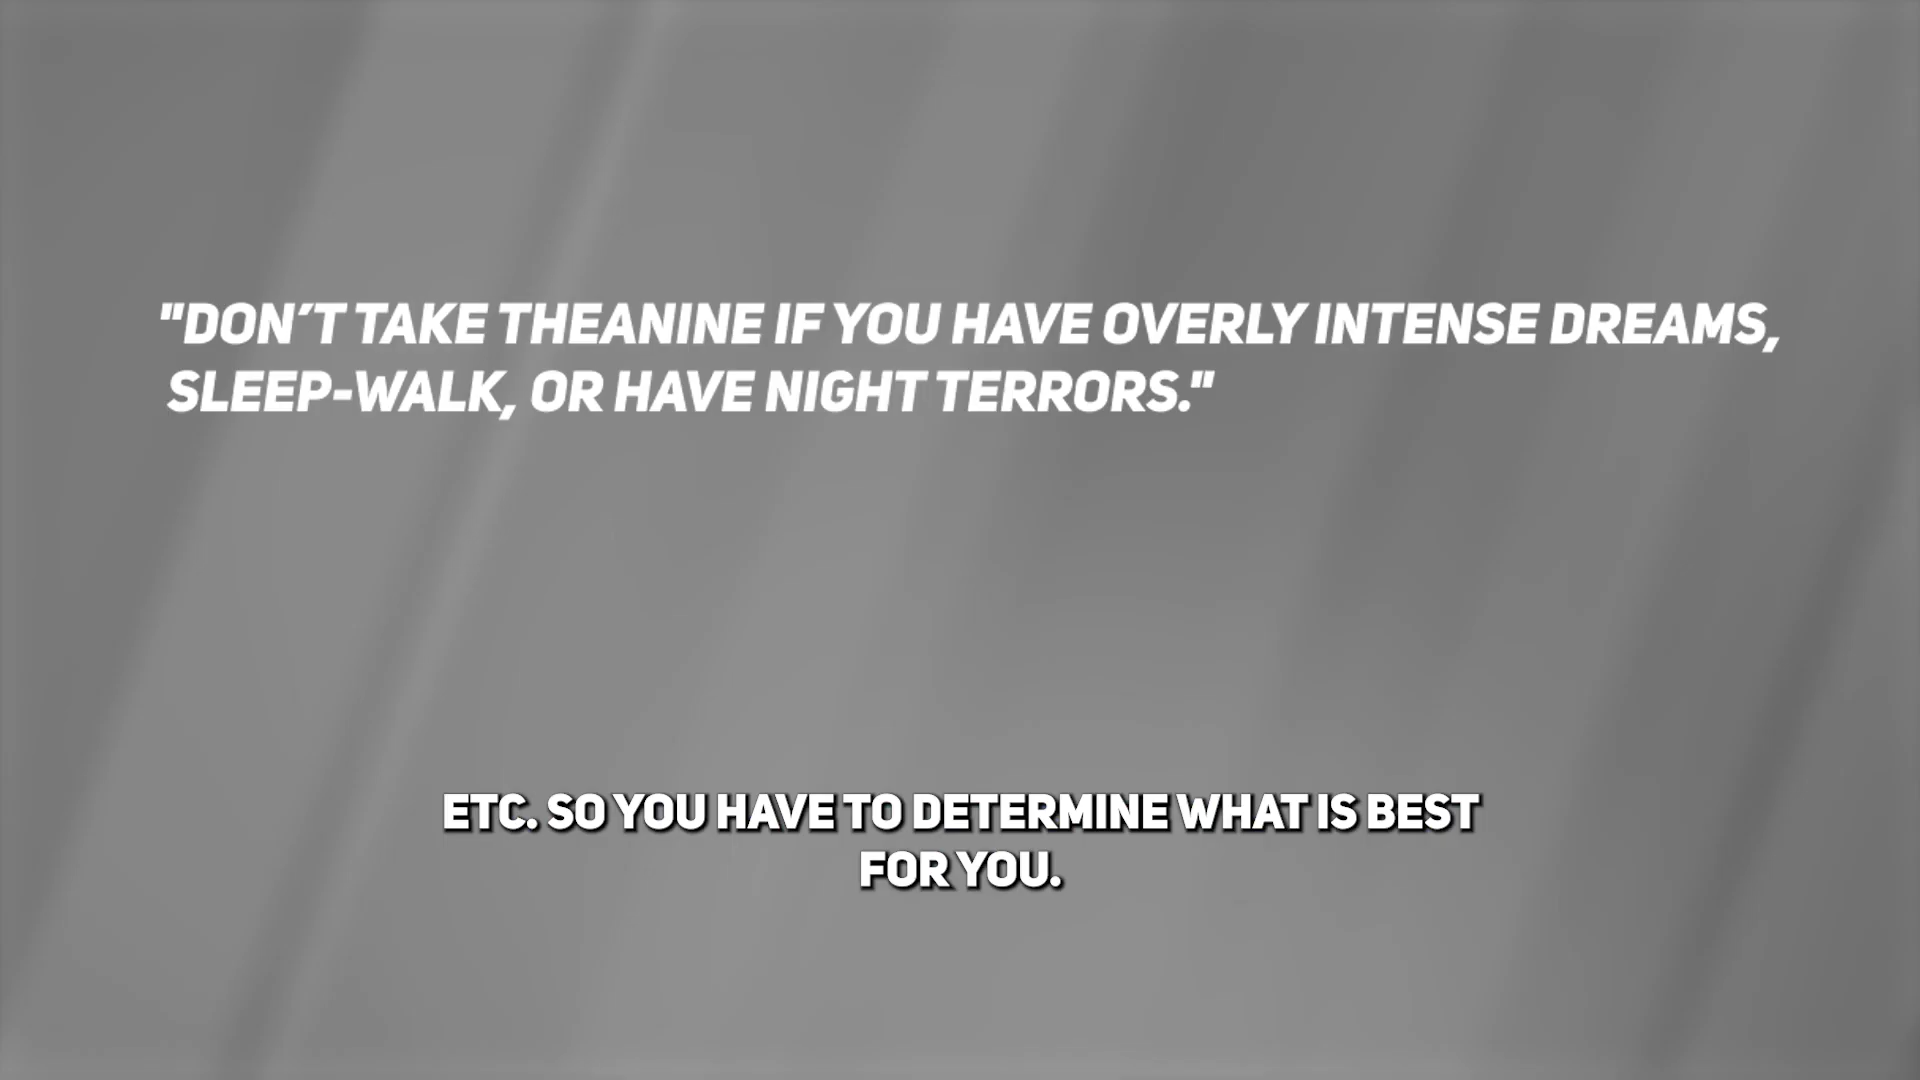 "DON’T TAKE THEANINE IF YOU HAVE OVERLY INTENSE DREAMS,
SLEEP-WALK, OR HAVE NIGHT TERRORS."
ETC. SO YOU HAVE TO DETERMINE WHAT IS BEST
FOR YOU.